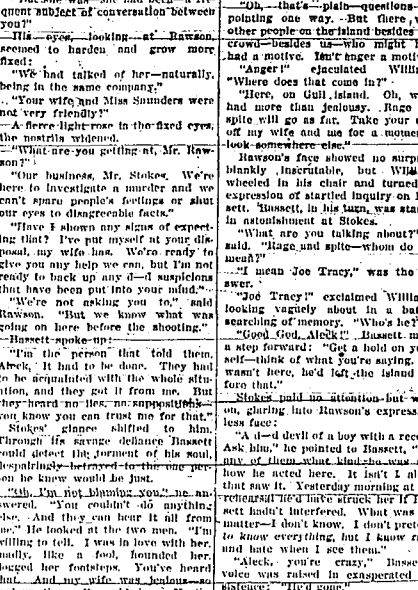 quent subject of conversation between
you?"
His eyes, looking at Rawson,
seemed to harden and grow more
fixed:
"We had talked of her—naturally,
being in the same company."
"Your wife and Miss Saunders were
not very friendly?"
A fierce light rose in the fixed eyes,
the nostrils widened.
"What are you getting at, Mr. Raw-
son?"
"Our business, Mr. Stokes. We're
here to investigate a murder and we
can't spare people's feelings or shut
our eyes to disagreeable facts."
"Have I shown any signs of expect-
ing that? I've put myself at your dis-
posal, my wife has. We're ready to
give you any help we can, but I'm not
ready to back up any d—d suspicions
that have been put into your mind."
"We're not asking you to," said
Rawson. "But we know what was
going on here before the shooting."
Bassett spoke up:
"I'm the person that told them,
Aleck. It had to be done. They had
to be acquainted with the whole situ-
ation, and they got it from me. But
they heard no lies, no suppositions—
you know you can trust me for that."
Stokes' glance shifted to him.
Through its savage defiance Bassett
could detect the torment of his soul,
despairingly betrayed to the one per-
son he knew would be just.
"Oh, I'm not blaming you," he an-
swered. "You couldn't do anything
else. And they can hear it all from
me." He looked at the two men. "I'm
willing to tell. I was in love with her,
madly, like a fool, hounded her,
dogged her footsteps. You've heard
that. And my wife was jealous—so
"Oh, that's plain—questions
pointing one way. But there
other people on the island besides
crowd—besides us—who might h
had a motive. Isn't anger a moti
"Anger!" ejaculated Willi
"Where does that come in?"
"Here, on Gull Island. Oh, w
had more than jealousy. Rage
spite will go as far. Take your e
off my wife and me for a momen
look somewhere else."
Rawson's face showed no surp
blankly inscrutable, but Will
wheeled in his chair and turned
expression of startled inquiry on
sett. Bassett, in his turn, was star
in astonishment at Stokes.
"What are you talking about?"
said. "Rage and spite—whom do
mean?"
"I mean Joe Tracy," was the
swer.
"Joe Tracy!" exclaimed Willia
looking vaguely about in a baf
searching of memory. "Who's he?
"Good God, Aleck!" Bassett m
a step forward: "Get a hold on yo
self—think of what you're saying.
wasn't here, he'd left the island
fore that."
Stokes paid no attention but w
on, glaring into Rawson's express
less face:
"A d—d devil of a boy with a rec
Ask him," he pointed to Bassett, "
any of them what kind he was
how he acted here. It isn't I al
that saw it. Yesterday morning at
rehearsal he'd have struck her if B
sett hadn't interfered. What was
matter—I don't know. I don't pret
to know everything, but I know r
and hate when I see them."
"Aleck, you're crazy," Basse
voice was raised in exasperated
sistence: "He'd gone."